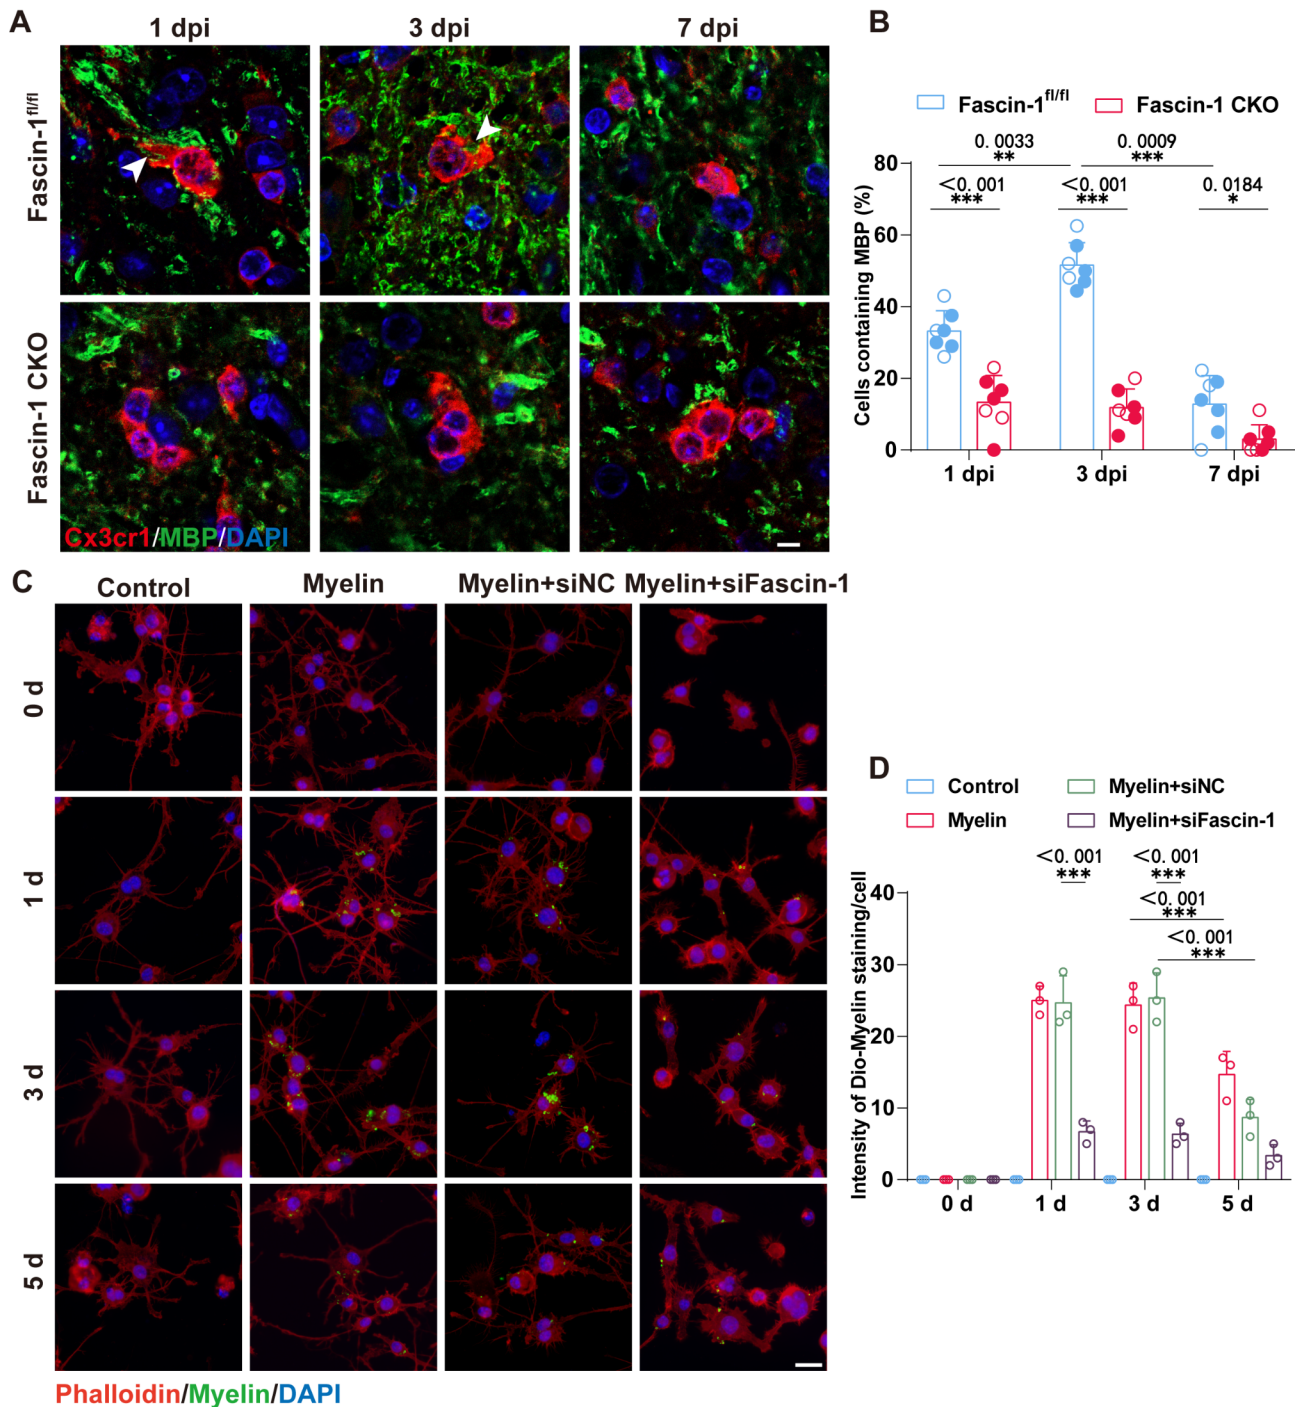 A
1 dpi
3 dpi
7 dpi
Fascin-1fl/fl
Fascin-1 CKO
Cx3cr1/MBP/DAPI
B
Fascin-1fl/fl
Fascin-1 CKO
0.0033
**
0.0009
***
<0.001
***
<0.001
***
0.0184
*
Cells containing MBP (%)
80
60
40
20
0
1 dpi
3 dpi
7 dpi
C
Control
Myelin
Myelin+siNC
Myelin+siFascin-1
0 d
1 d
3 d
5 d
Phalloidin/Myelin/DAPI
D
Control
Myelin+siNC
Myelin
Myelin+siFascin-1
<0.001
***
<0.001
***
<0.001
***
<0.001
***
Intensity of Dio-Myelin staining/cell
40
30
20
10
0
0 d
1 d
3 d
5 d